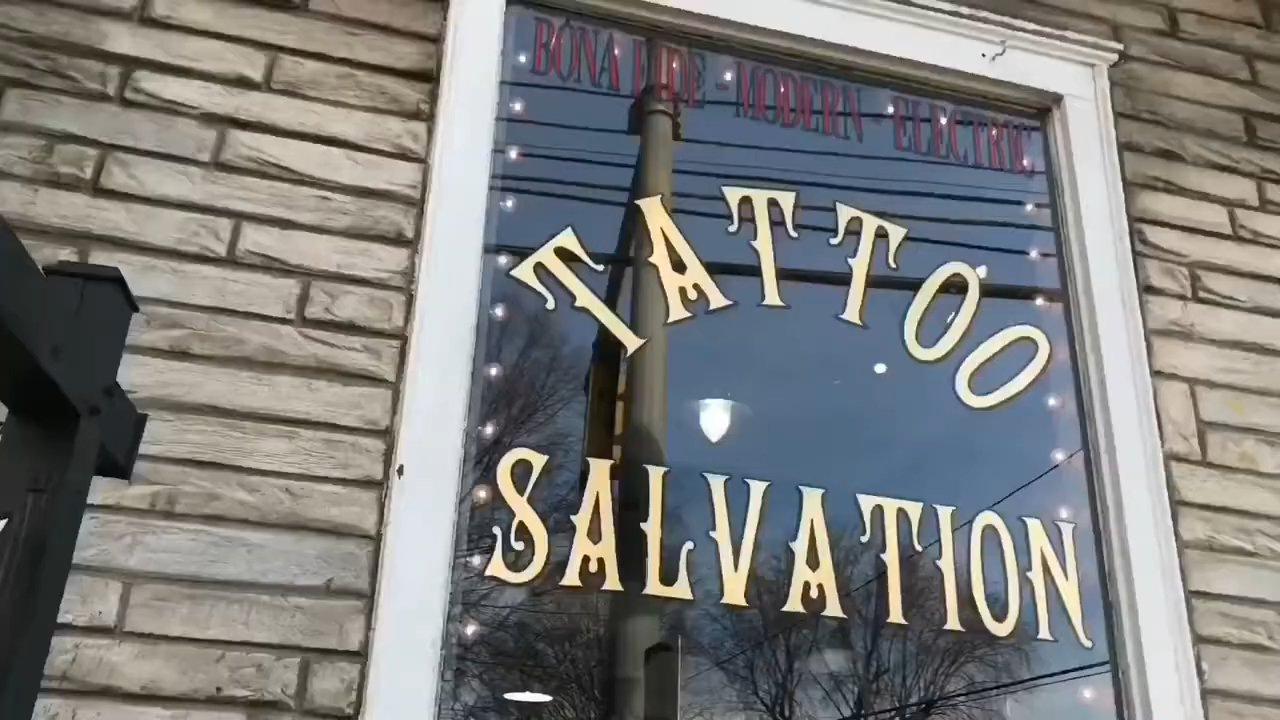 BONA FIDE - MODERN - ELECTRIC
TATTOO
SALVATION